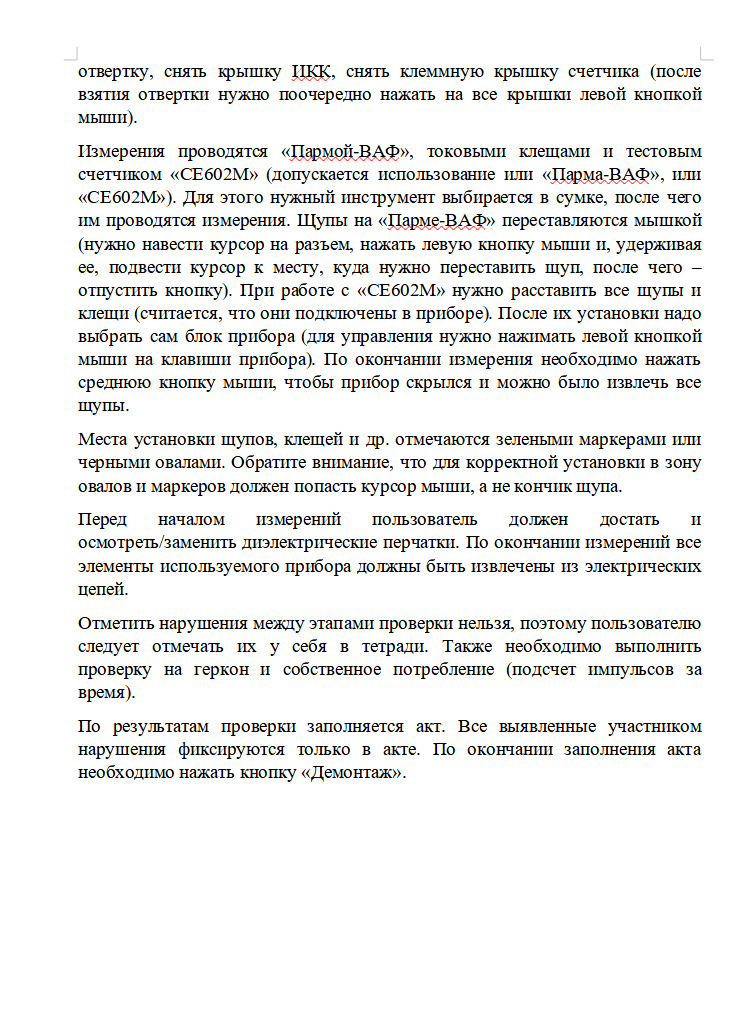 отвертку, снять крышку ИКК, снять клеммную крышку счетчика (после
взятия отвертки нужно поочередно нажать на все крышки левой кнопкой
мыши).
Измерения проводятся «Пармой-ВАФ», токовыми клещами и тестовым
счетчиком «СЕ602М» (допускается использование или «Парма-ВАФ», или
«СЕ602М»). Для этого нужный инструмент выбирается в сумке, после чего
им проводятся измерения. Щупы на «Парме-ВАФ» переставляются мышкой
(нужно навести курсор на разъем, нажать левую кнопку мыши и, удерживая
ее, подвести курсор к месту, куда нужно переставить щуп, после чего –
отпустить кнопку). При работе с «СЕ602М» нужно расставить все щупы и
клещи (считается, что они подключены в приборе). После их установки надо
выбрать сам блок прибора (для управления нужно нажимать левой кнопкой
мыши на клавиши прибора). По окончании измерения необходимо нажать
среднюю кнопку мыши, чтобы прибор скрылся и можно было извлечь все
щупы.
Места установки щупов, клещей и др. отмечаются зелеными маркерами или
черными овалами. Обратите внимание, что для корректной установки в зону
овалов и маркеров должен попасть курсор мыши, а не кончик щупа.
Перед началом измерений пользователь должен достать и
осмотреть/заменить диэлектрические перчатки. По окончании измерений все
элементы используемого прибора должны быть извлечены из электрических
цепей.
Отметить нарушения между этапами проверки нельзя, поэтому пользователю
следует отмечать их у себя в тетради. Также необходимо выполнить
проверку на геркон и собственное потребление (подсчет импульсов за
время).
По результатам проверки заполняется акт. Все выявленные участником
нарушения фиксируются только в акте. По окончании заполнения акта
необходимо нажать кнопку «Демонтаж».